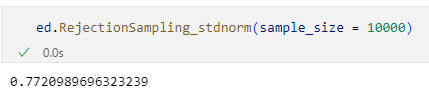 ed.RejectionSampling_stdnorm(sample_size = 10000)
0.0s
0.7720989696323239